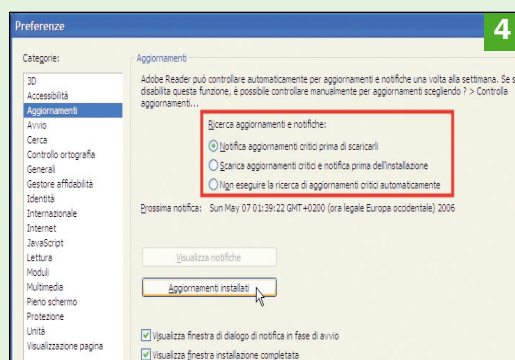 Preferenze
4
Categorie:
3D
Accessibilità
Aggiornamenti
Avvio
Cerca
Controllo ortografia
Generali
Gestore affidabilità
Identità
Internazionale
Internet
JavaScript
Lettura
Moduli
Multimedia
Pieno schermo
Protezione
Unità
Visualizzazione pagina
Aggiornamenti
Adobe Reader può controllare automaticamente per aggiornamenti e notifiche una volta alla settimana. Se s
disabilita questa funzione, è possibile controllare manualmente per aggiornamenti scegliendo ? > Controlla
aggiornamenti...
Ricerca aggiornamenti e notifiche:
Notifica aggiornamenti critici prima di scaricarli
Scarica aggiornamenti critici e notifica prima dell'installazione
Non eseguire la ricerca di aggiornamenti critici automaticamente
Prossima notifica: Sun May 07 01:39:22 GMT+0200 (ora legale Europa occidentale) 2006
Visualizza notifiche
Aggiornamenti installati
Visualizza finestra di dialogo di notifica in fase di avvio
Visualizza finestra installazione completata